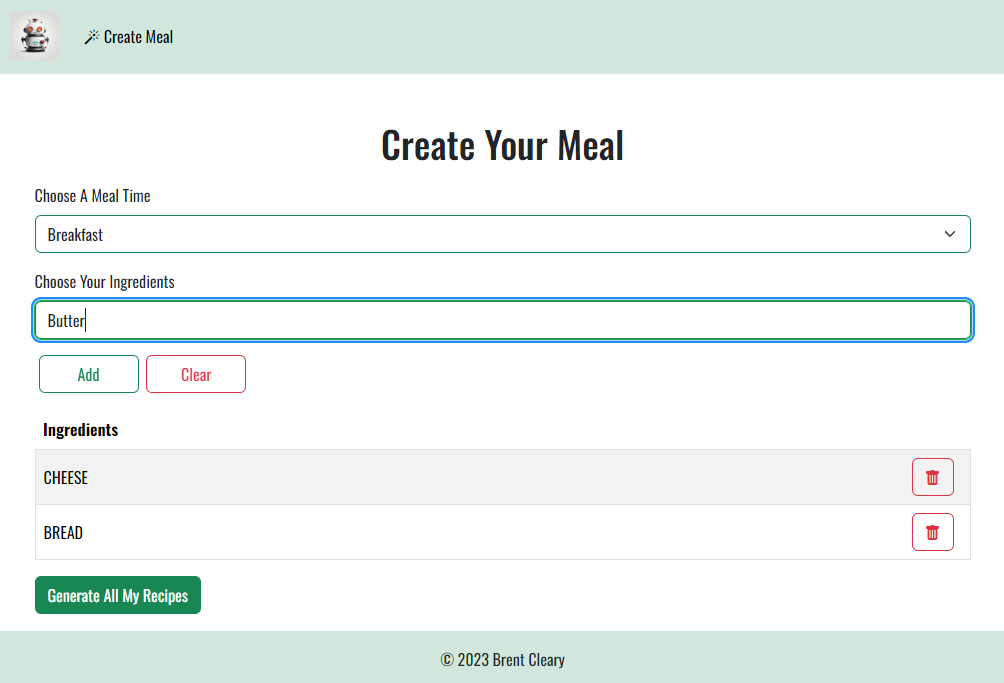 Create Meal
Create Your Meal
Choose A Meal Time
Breakfast
Choose Your Ingredients
Butter
Add Clear
Ingredients
CHEESE
BREAD
Generate All My Recipes
© 2023 Brent Cleary